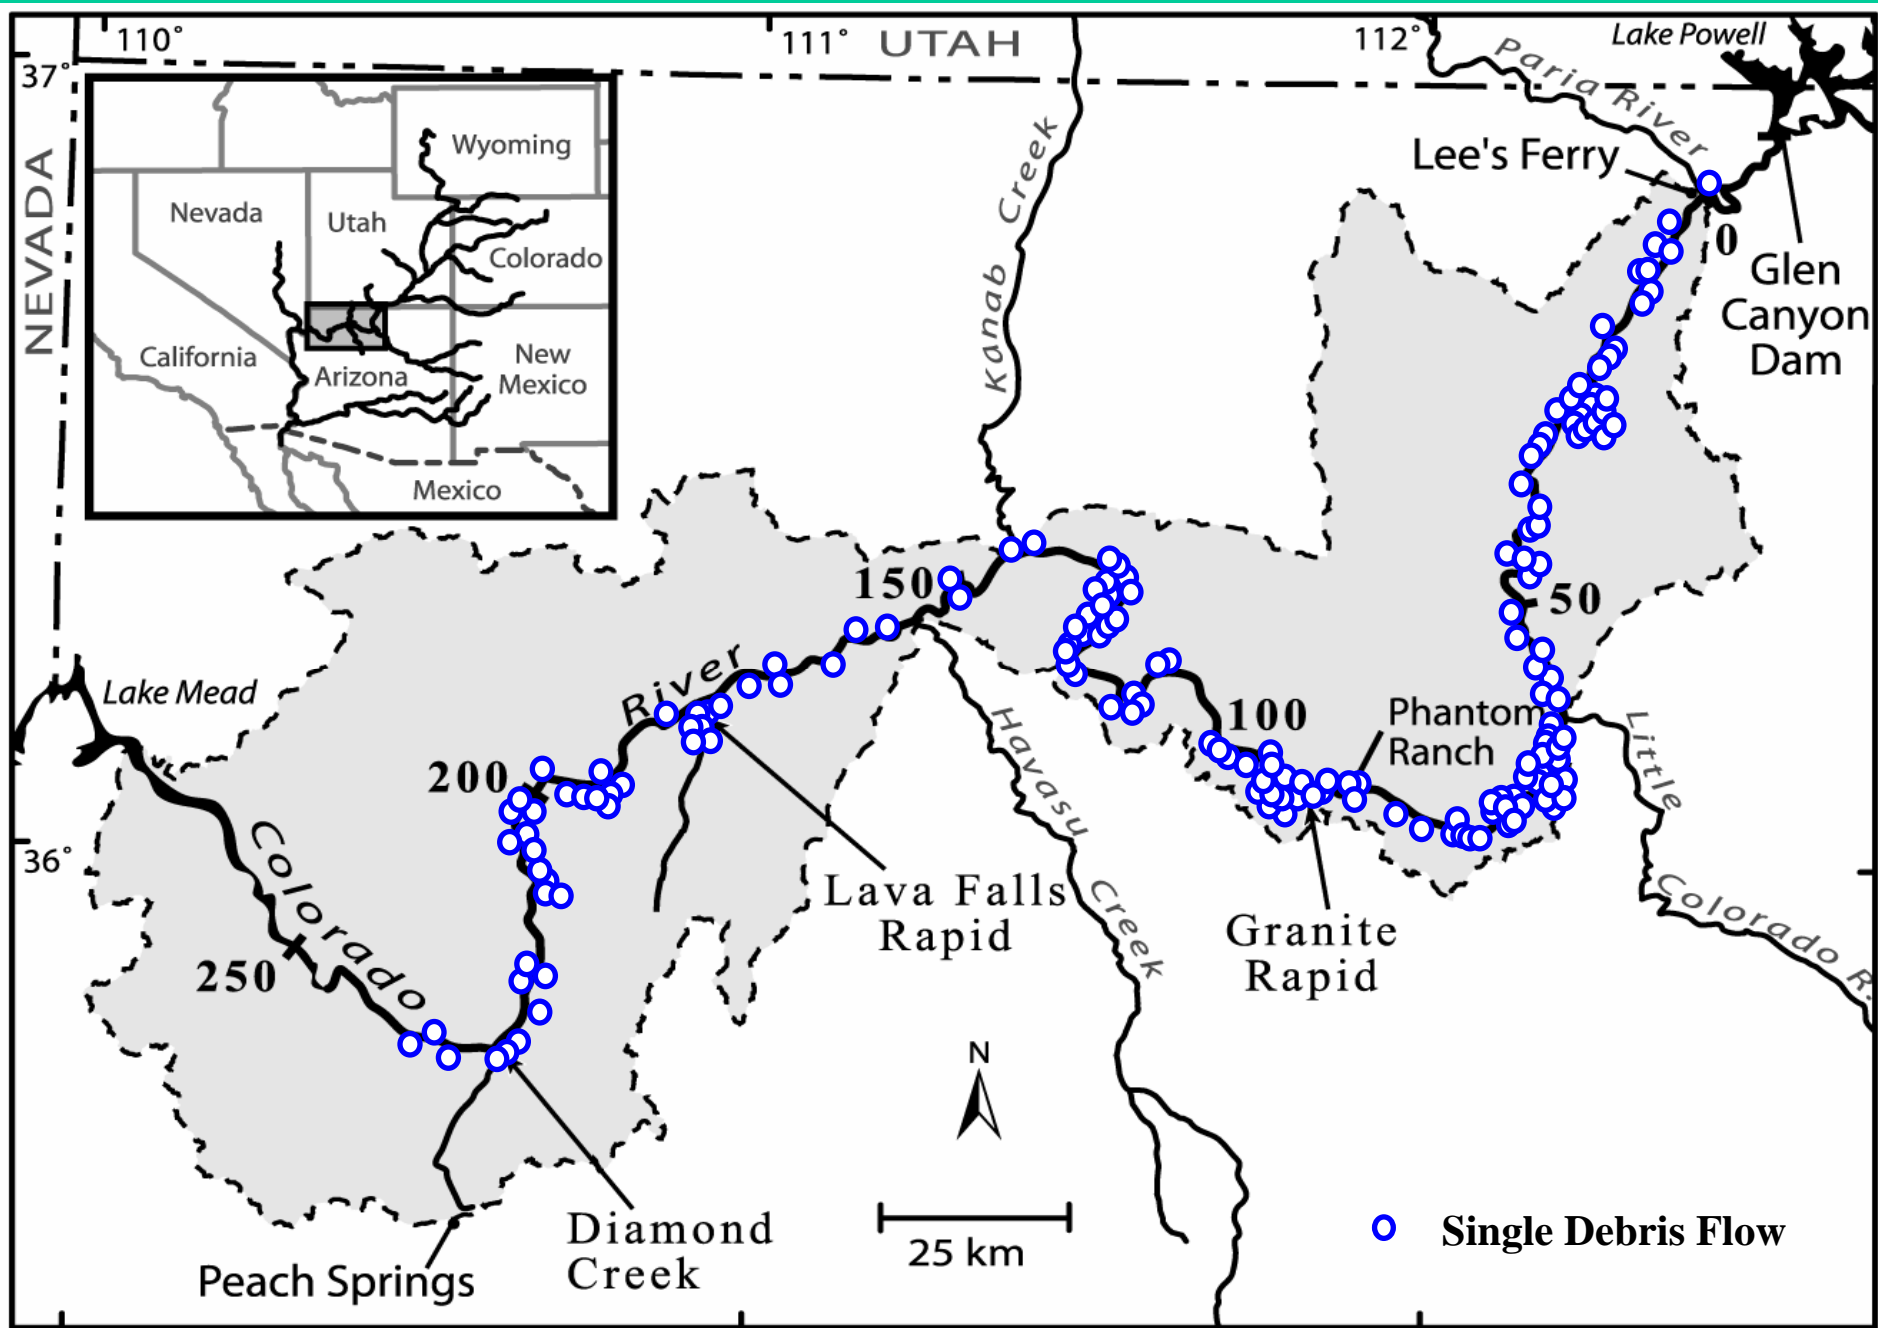 110°
111°
UTAH
112°
Lake Powell
37°
Paria River
NEVADA
Wyoming
Nevada
Utah
Colorado
California
Arizona
New
Mexico
Mexico
Kanab Creek
Lee's Ferry
0
Glen
Canyon
Dam
150
50
Lake Mead
River
100
Phantom
Ranch
Little
200
Havasu
36°
Colorado
Lava Falls
Rapid
Creek
Granite
Rapid
Colorado R.
250
N
Diamond
Creek
25 km
Single Debris Flow
Peach Springs